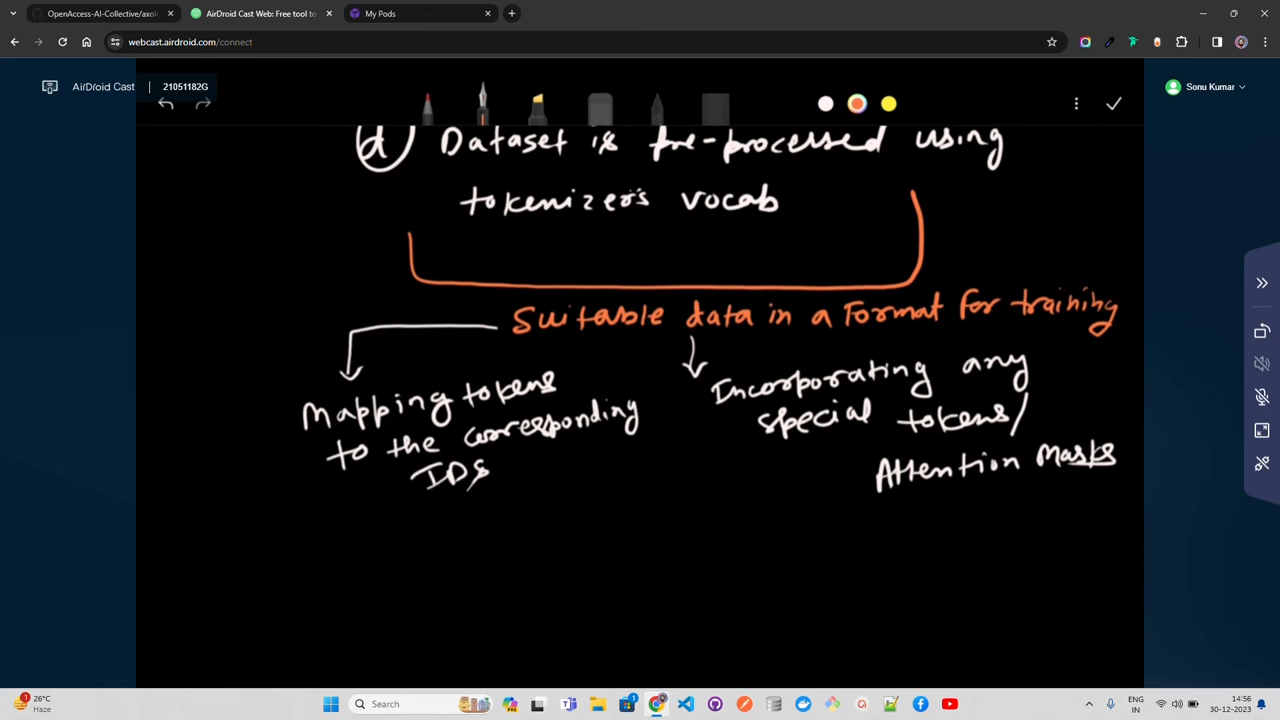 OpenAccess-AI-Collective/axol
AirDroid Cast Web: Free tool to
My Pods
webcast.airdroid.com/connect
AirDroid Cast
21051182G
Sonu Kumar
d Dataset is pre-processed using
tokenizer's vocab
Suitable data in a Format for training
Mapping tokens
to the corresponding
IDs
Incorporating any
special tokens/
Attention Masks
26°C
Haze
Search
ENG
IN
14:56
30-12-2023